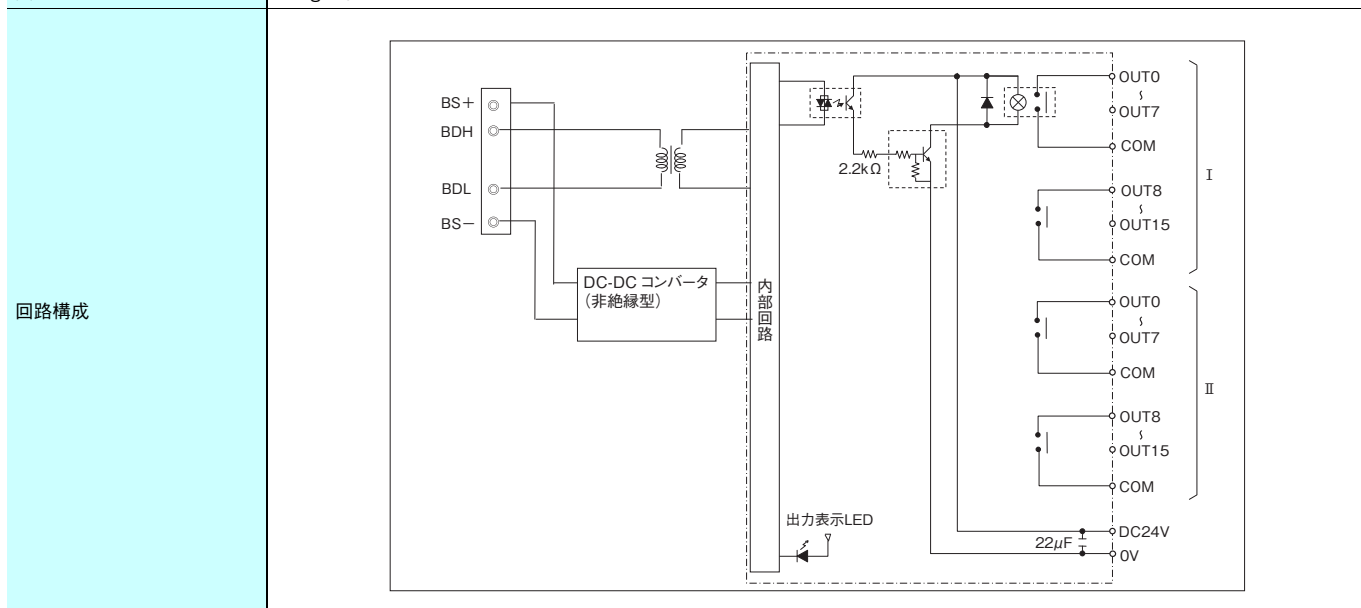 回路構成
BS+
BDH
BDL
BS−
DC-DC コンバータ
(非絶縁型)
内部回路
2.2kΩ
出力表示LED
22μF
OUT0
~
OUT7
COM
OUT8
~
OUT15
COM
I
OUT0
~
OUT7
COM
OUT8
~
OUT15
COM
II
DC24V
0V